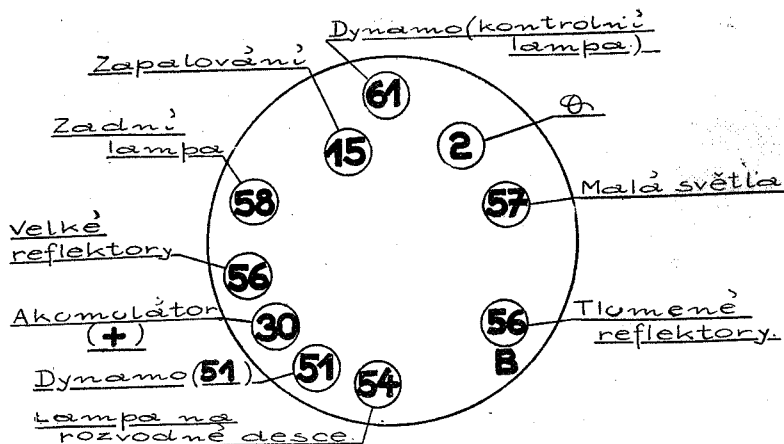 Dynamo (kontrolní
lampa)
Zapalování
61
Zadní
lampa
15
2
58
57
Malá světla
Velké
reflektory
56
Akumulátor
(+)
30
56
B
Tlumené
reflektory.
Dynamo (51)
51
54
Lampa na
rozvodné desce.